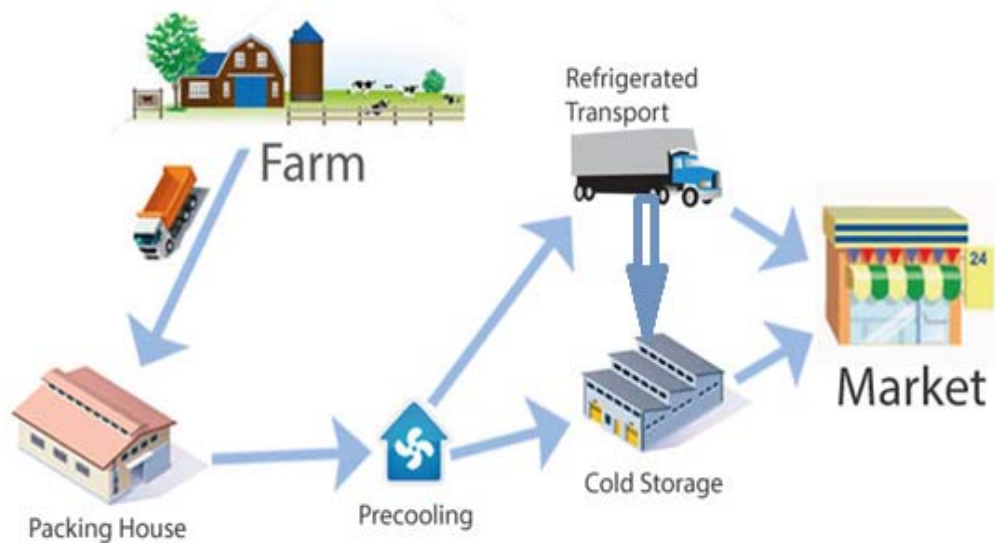 Farm
Refrigerated
Transport
24
Market
Cold Storage
Precooling
Packing House